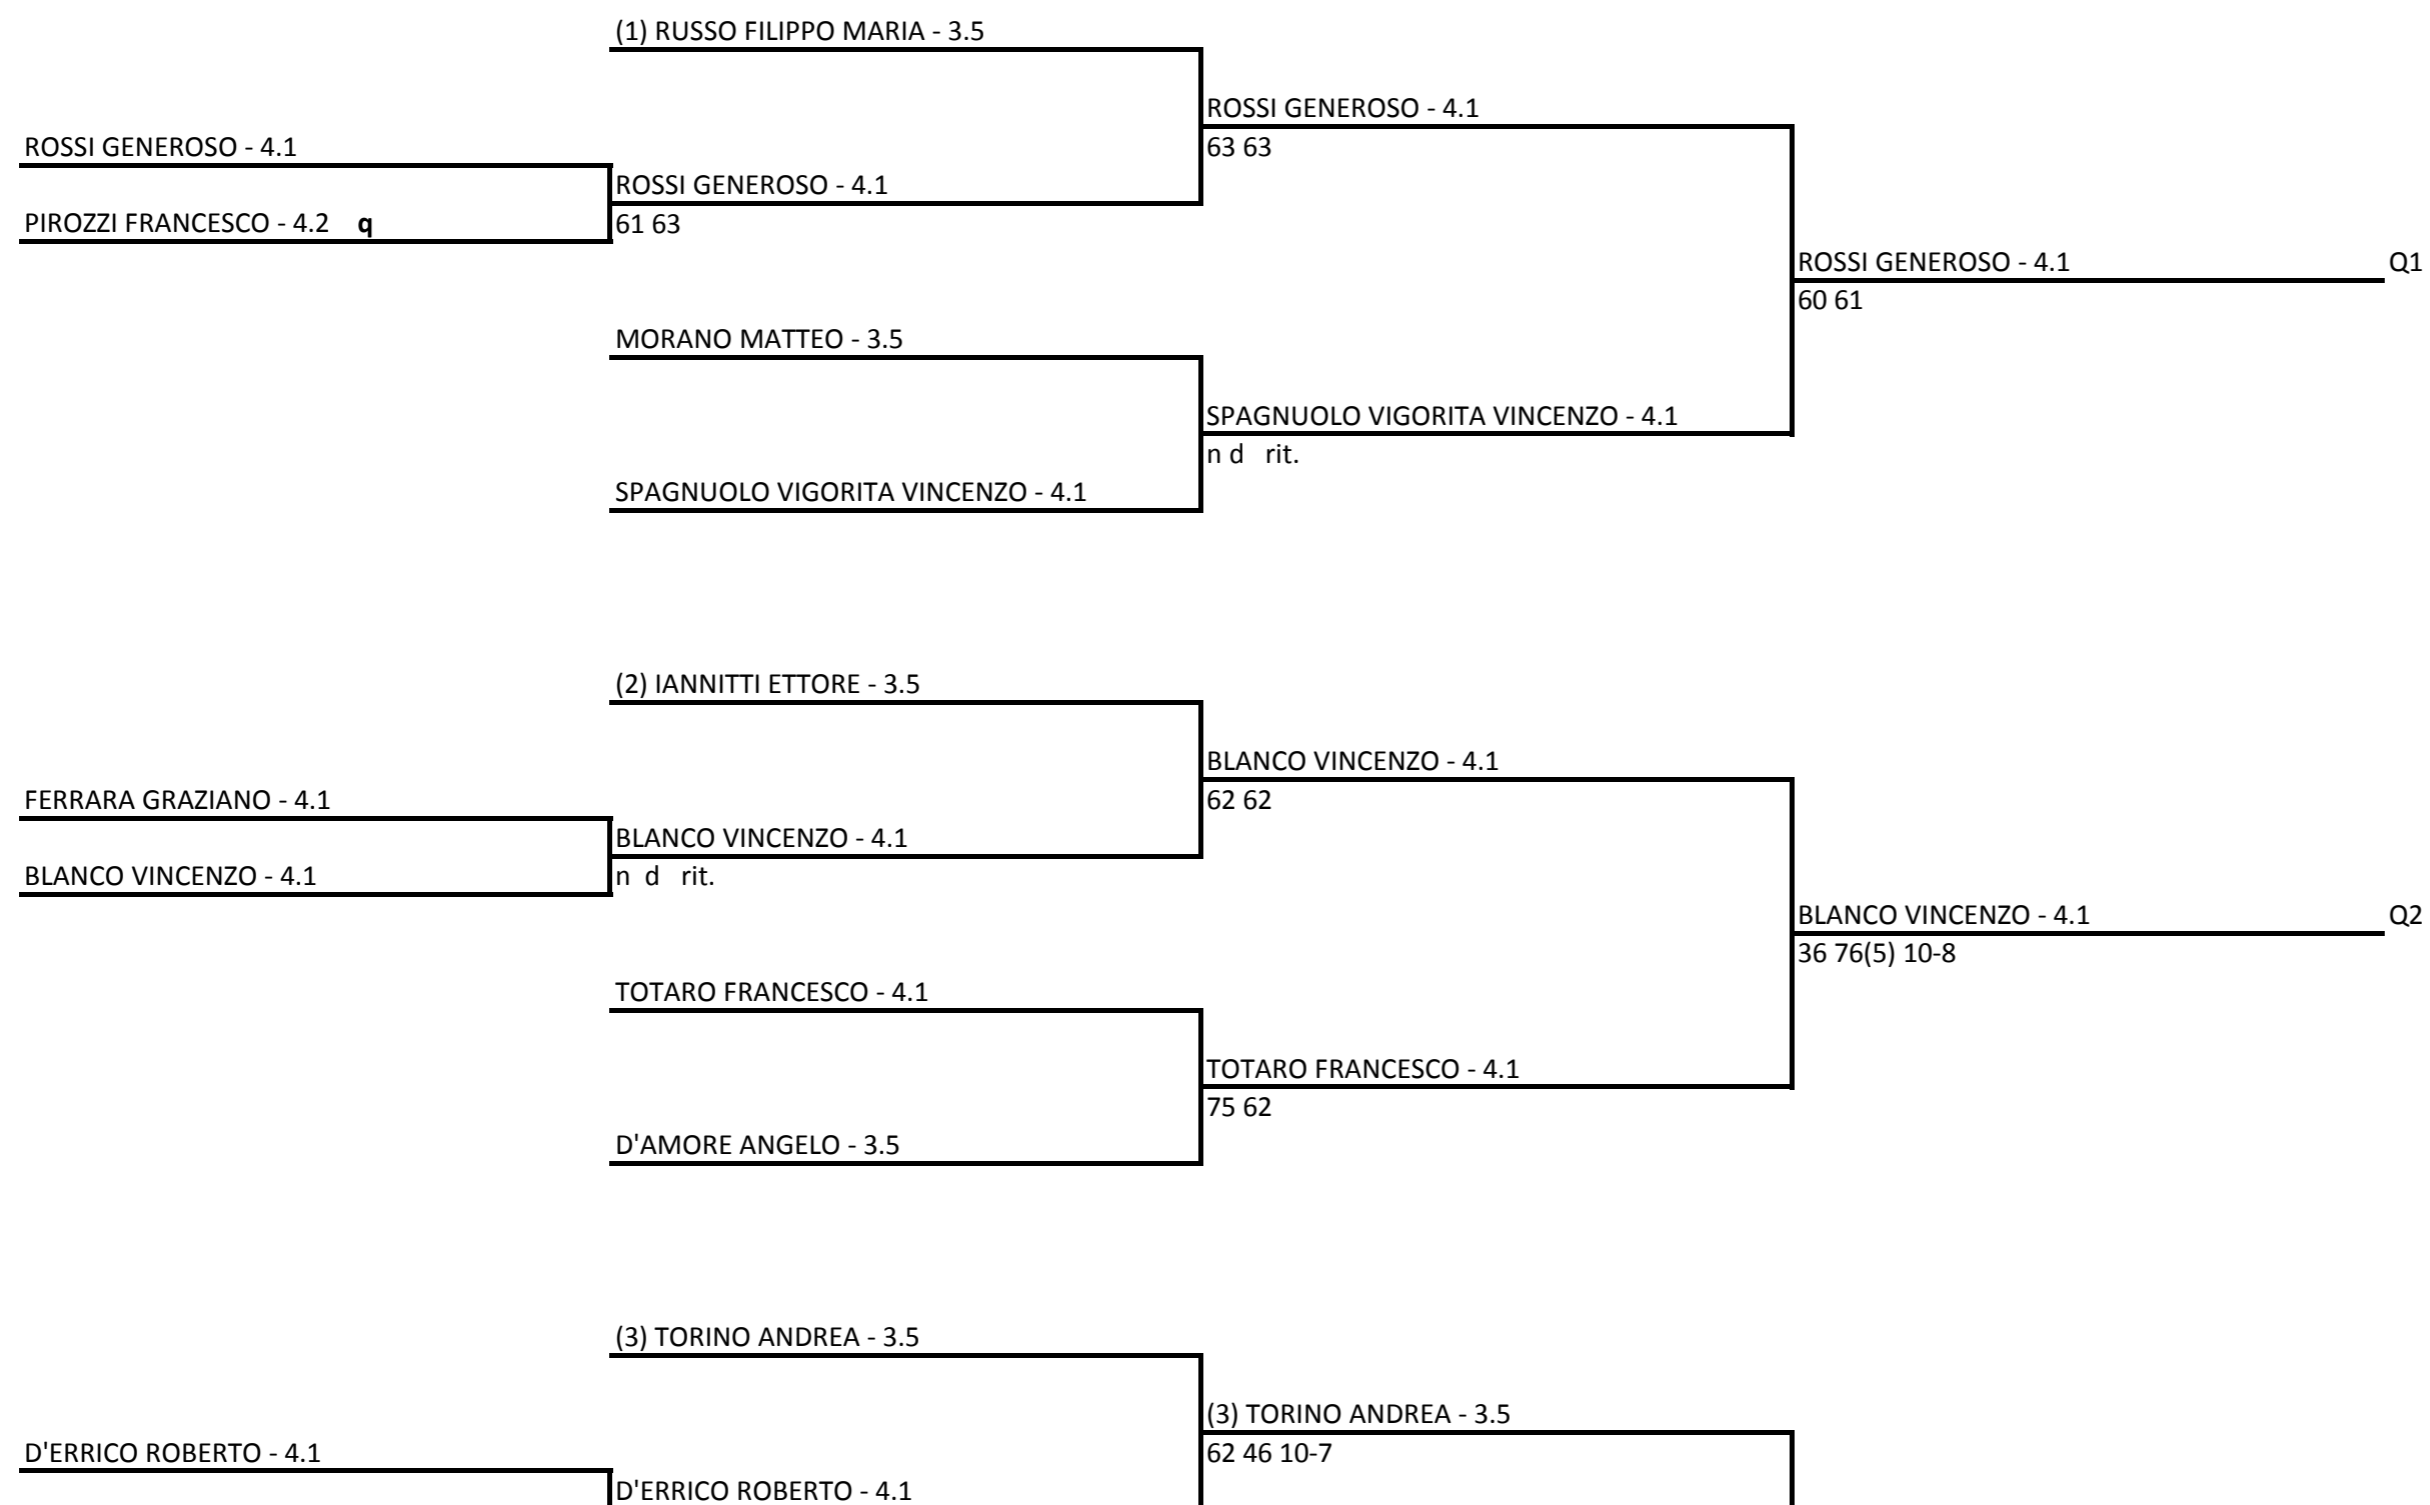 (1) RUSSO FILIPPO MARIA - 3.5
ROSSI GENEROSO - 4.1
63 63
ROSSI GENEROSO - 4.1
ROSSI GENEROSO - 4.1
61 63
PIROZZI FRANCESCO - 4.2 q
ROSSI GENEROSO - 4.1 Q1
60 61
MORANO MATTEO - 3.5
SPAGNUOLO VIGORITA VINCENZO - 4.1
n d rit.
SPAGNUOLO VIGORITA VINCENZO - 4.1
(2) IANNITTI ETTORE - 3.5
BLANCO VINCENZO - 4.1
62 62
FERRARA GRAZIANO - 4.1
BLANCO VINCENZO - 4.1
n d rit.
BLANCO VINCENZO - 4.1
BLANCO VINCENZO - 4.1 Q2
36 76(5) 10-8
TOTARO FRANCESCO - 4.1
TOTARO FRANCESCO - 4.1
75 62
D'AMORE ANGELO - 3.5
(3) TORINO ANDREA - 3.5
(3) TORINO ANDREA - 3.5
62 46 10-7
D'ERRICO ROBERTO - 4.1
D'ERRICO ROBERTO - 4.1